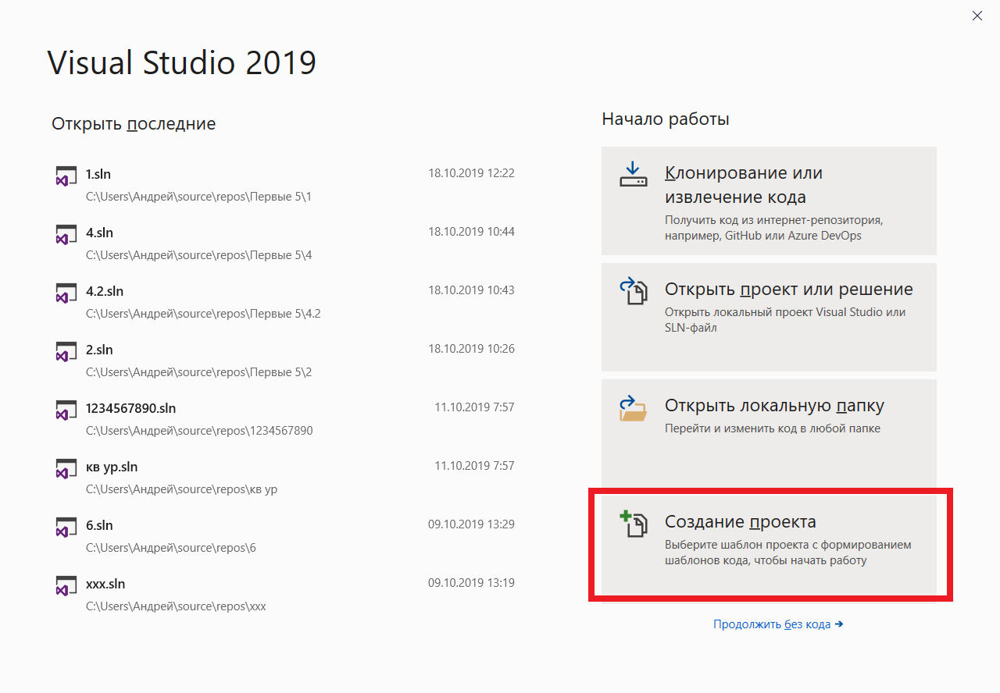 Visual Studio 2019
Открыть последние
1.sln
18.10.2019 12:22
C:\Users\Андрей\source\repos\Первые 5\1
4.sln
18.10.2019 10:44
C:\Users\Андрей\source\repos\Первые 5\4
4.2.sln
18.10.2019 10:43
C:\Users\Андрей\source\repos\Первые 5\4.2
2.sln
18.10.2019 10:26
C:\Users\Андрей\source\repos\Первые 5\2
1234567890.sln
11.10.2019 7:57
C:\Users\Андрей\source\repos\1234567890
кв ур.sln
11.10.2019 7:57
C:\Users\Андрей\source\repos\кв ур
6.sln
09.10.2019 13:29
C:\Users\Андрей\source\repos\6
xxx.sln
09.10.2019 13:19
C:\Users\Андрей\source\repos\xxx
Начало работы
Клонирование или
извлечение кода
Получить код из интернет-репозитория,
например, GitHub или Azure DevOps
Открыть проект или решение
Открыть локальный проект Visual Studio или
SLN-файл
Открыть локальную папку
Перейти и изменить код в любой папке
Создание проекта
Выберите шаблон проекта с формированием
шаблонов кода, чтобы начать работу
Продолжить без кода →